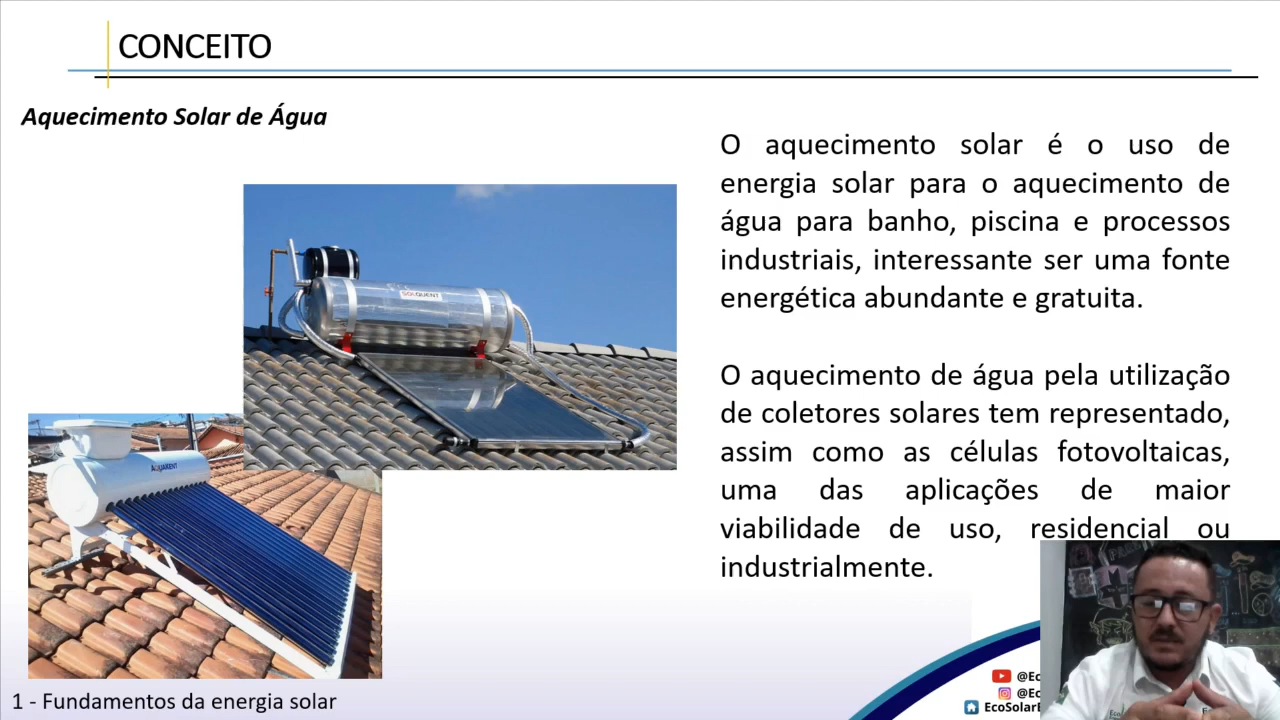 CONCEITO
Aquecimento Solar de Água
O aquecimento solar é o uso de
energia solar para o aquecimento de
água para banho, piscina e processos
industriais, interessante ser uma fonte
energética abundante e gratuita.
O aquecimento de água pela utilização
de coletores solares tem representado,
assim como as células fotovoltaicas,
uma das aplicações de maior
viabilidade de uso, residencial ou
industrialmente.
SOLQUENT
AQUAKENT
1 - Fundamentos da energia solar
@Ec
@Ec
EcoSolarE